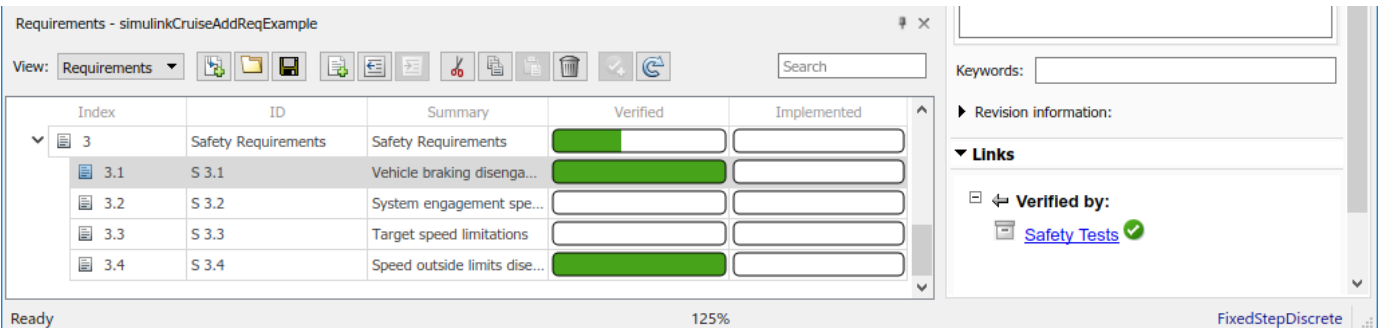 Requirements - simulinkCruiseAddReqExample
View: Requirements Search
Index ID Summary Verified Implemented
3 Safety Requirements Safety Requirements
3.1 S 3.1 Vehicle braking disenga...
3.2 S 3.2 System engagement spe...
3.3 S 3.3 Target speed limitations
3.4 S 3.4 Speed outside limits dise...
Keywords:
Revision information:
Links
Verified by:
Safety Tests
Ready 125% FixedStepDiscrete